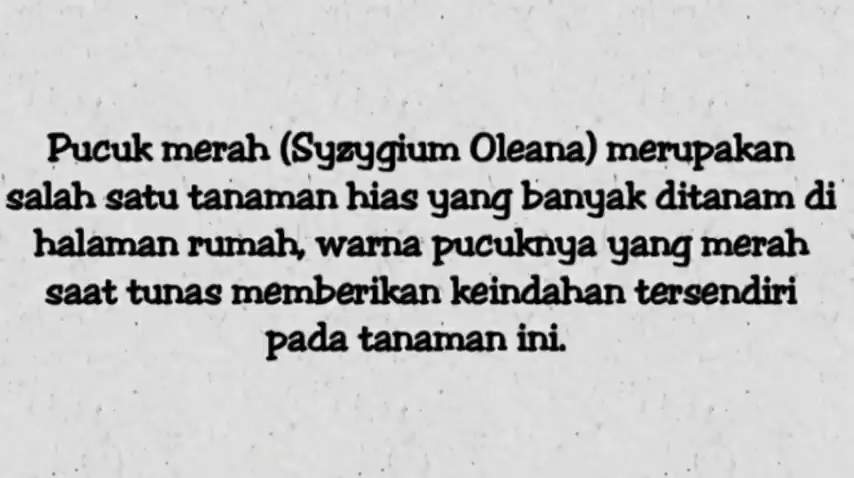 Pucuk merah (Syzygium Oleana) merupakan
salah satu tanaman hias yang banyak ditanam di
halaman rumah, warna pucuknya yang merah
saat tunas memberikan keindahan tersendiri
pada tanaman ini.